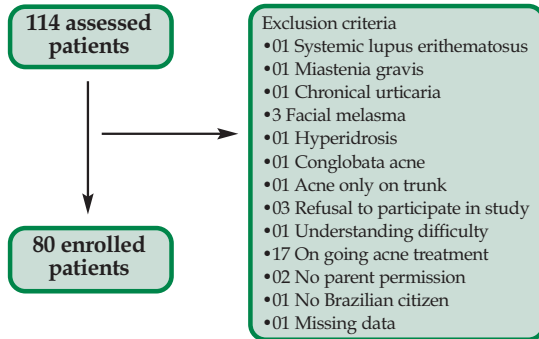 114 assessed
patients
80 enrolled
patients
Exclusion criteria
•01 Systemic lupus erithematosus
•01 Miastenia gravis
•01 Chronical urticaria
•3 Facial melasma
•01 Hyperidrosis
•01 Conglobata acne
•01 Acne only on trunk
•03 Refusal to participate in study
•01 Understanding difficulty
•17 On going acne treatment
•02 No parent permission
•01 No Brazilian citizen
•01 Missing data